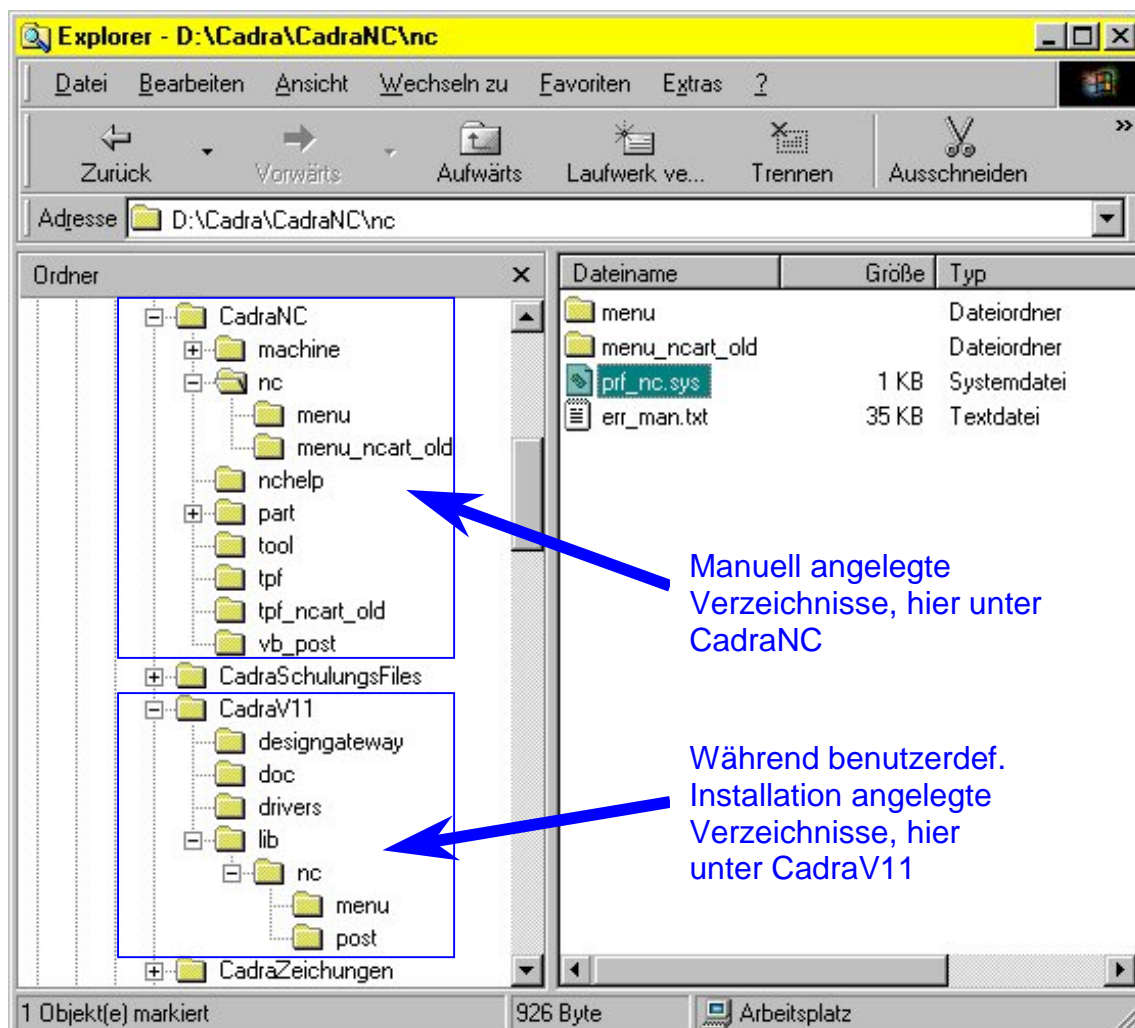 Explorer - D:\Cadra\CadraNC\nc
Datei Bearbeiten Ansicht Wechseln zu Favoriten Extras ?
Zurück Vorwärts Aufwärts Laufwerk ve... Trennen Ausschneiden »
Adresse D:\Cadra\CadraNC\nc
Ordner
CadraNC
machine
nc
menu
menu_ncart_old
nchelp
part
tool
tpf
tpf_ncart_old
vb_post
CadraSchulungsFiles
CadraV11
designgateway
doc
drivers
lib
nc
menu
post
CadraZeichungen
Dateiname Größe Typ
menu Dateiordner
menu_ncart_old Dateiordner
prf_nc.sys 1 KB Systemdatei
err_man.txt 35 KB Textdatei
Manuell angelegte
Verzeichnisse, hier unter
CadraNC
Während benutzerdef.
Installation angelegte
Verzeichnisse, hier
unter CadraV11
1 Objekt(e) markiert 926 Byte Arbeitsplatz